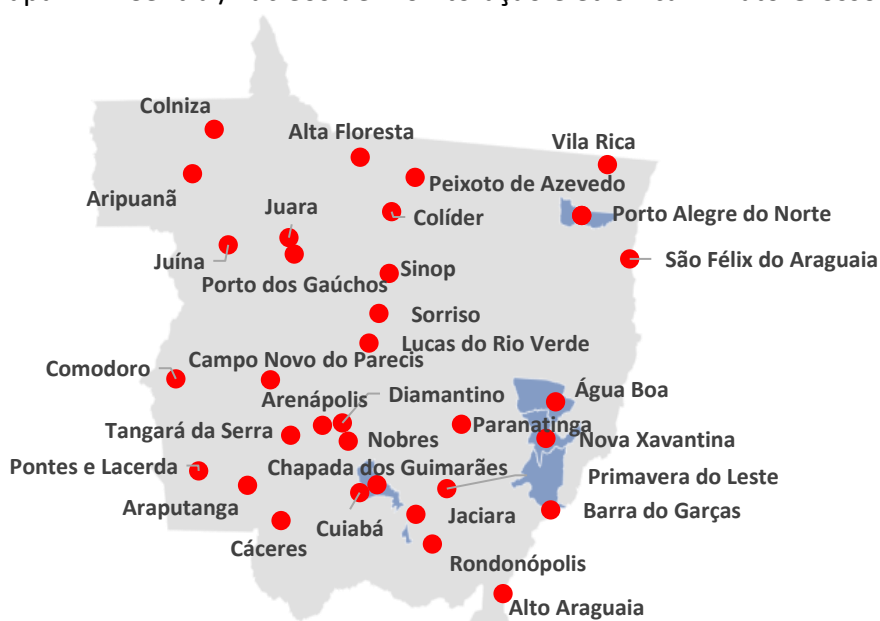 Colniza
Alta Floresta
Vila Rica
Aripuanã
Peixoto de Azevedo
Juara
Colíder
Porto Alegre do Norte
Juína
Sinop
São Félix do Araguaia
Porto dos Gaúchos
Sorriso
Lucas do Rio Verde
Comodoro
Campo Novo do Parecis
Arenápolis
Diamantino
Água Boa
Tangará da Serra
Nobres
Paranatinga
Nova Xavantina
Pontes e Lacerda
Chapada dos Guimarães
Primavera do Leste
Araputanga
Cuiabá
Jaciara
Barra do Garças
Cáceres
Rondonópolis
Alto Araguaia